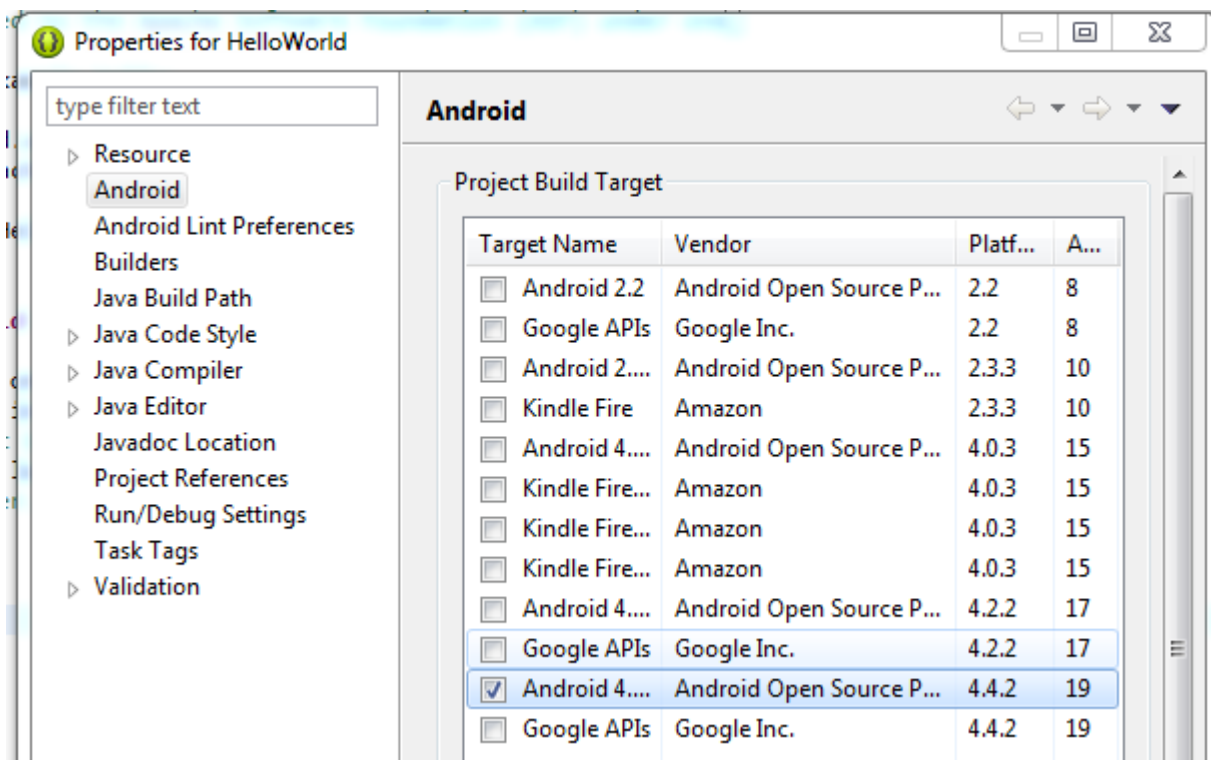 Properties for HelloWorld
type filter text
Resource
Android
Android Lint Preferences
Builders
Java Build Path
Java Code Style
Java Compiler
Java Editor
Javadoc Location
Project References
Run/Debug Settings
Task Tags
Validation
Android
Project Build Target
Target Name Vendor Platf... A...
Android 2.2 Android Open Source P... 2.2 8
Google APIs Google Inc. 2.2 8
Android 2.... Android Open Source P... 2.3.3 10
Kindle Fire Amazon 2.3.3 10
Android 4.... Android Open Source P... 4.0.3 15
Kindle Fire... Amazon 4.0.3 15
Kindle Fire... Amazon 4.0.3 15
Kindle Fire... Amazon 4.0.3 15
Android 4.... Android Open Source P... 4.2.2 17
Google APIs Google Inc. 4.2.2 17
Android 4.... Android Open Source P... 4.4.2 19
Google APIs Google Inc. 4.4.2 19